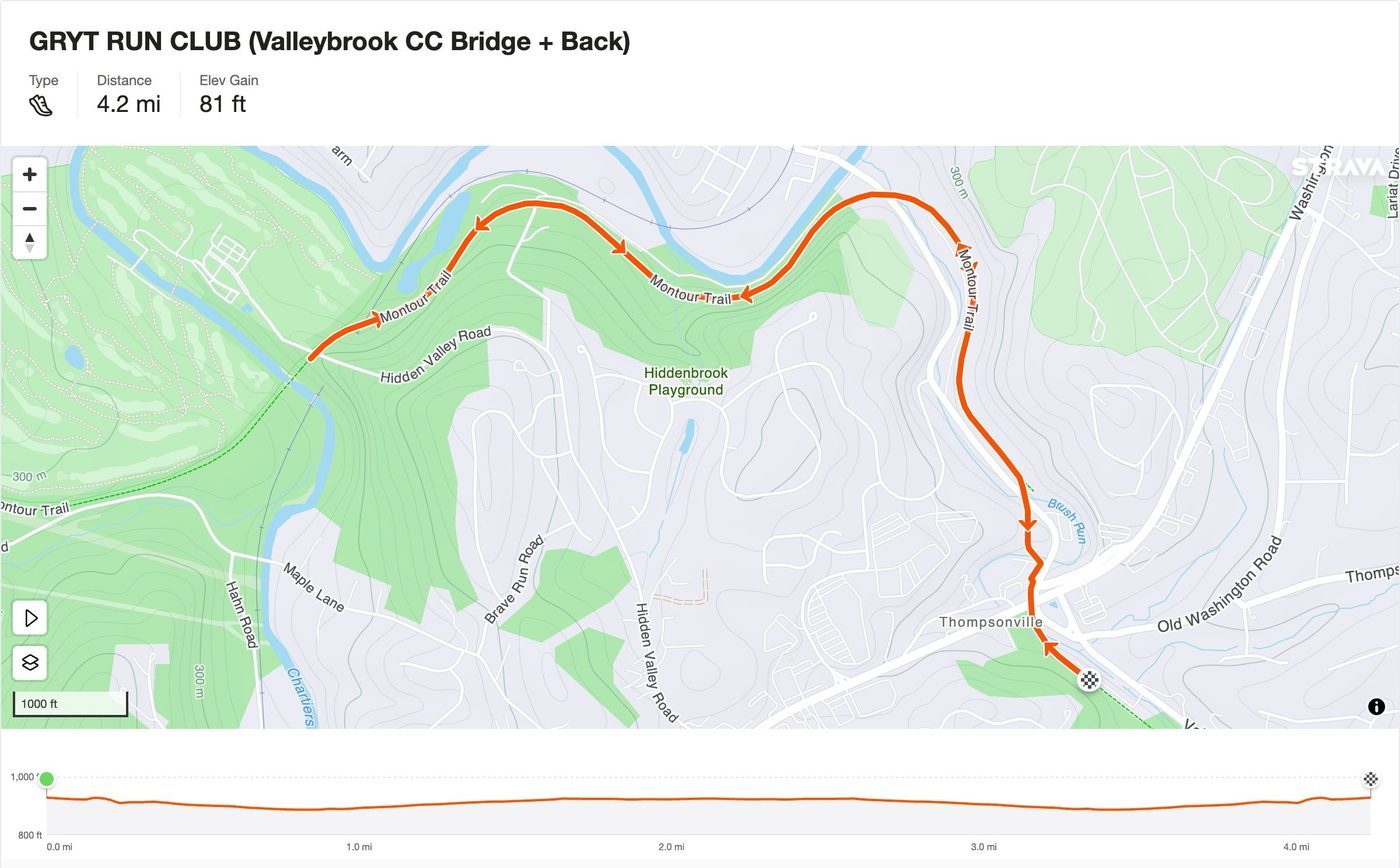 GRYT RUN CLUB (Valleybrook CC Bridge + Back)
Type
Distance
Elev Gain
4.2 mi
81 ft
arm
STRAVA
Washington
Lariat Drive
300 m
Montour Trail
Montour Trail
Montour Trail
Hidden Valley Road
Hiddenbrook
Playground
300 m
ontour Trail
d
Brush Run
Maple Lane
Brave Run Road
Hahn Road
Hidden Valley Road
Thompsonville
Old Washington Road
Thomps
300 m
Chartiers
1000 ft
Va
1,000 f
800 ft
0.0 mi
1.0 mi
2.0 mi
3.0 mi
4.0 mi